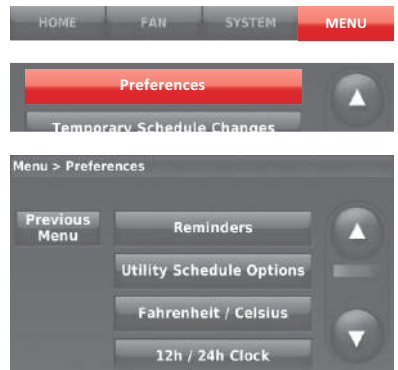 HOME FAN SYSTEM MENU
Preferences
Temporary Schedule Changes
Menu > Preferences
Previous
Menu
Reminders
Utility Schedule Options
Fahrenheit / Celsius
12h / 24h Clock